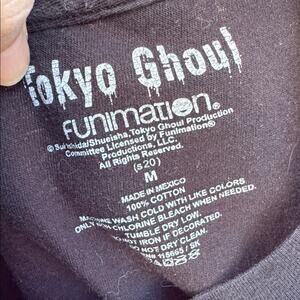 Tokyo Ghoul
FUNIMATION®
Ishida/Shueisha, Tokyo Ghoul Production
Committee Licensed by Funimation®
Productions, LLC.
All Rights Reserved.
(s20)
M
MADE IN MEXICO
100% COTTON
MACHINE WASH COLD WITH LIKE COLORS
ONLY NON CHLORINE BLEACH WHEN NEEDED.
TUMBLE DRY LOW.
DO NOT IRON IF DECORATED.
DO NOT DRY CLEAN.
/ SK